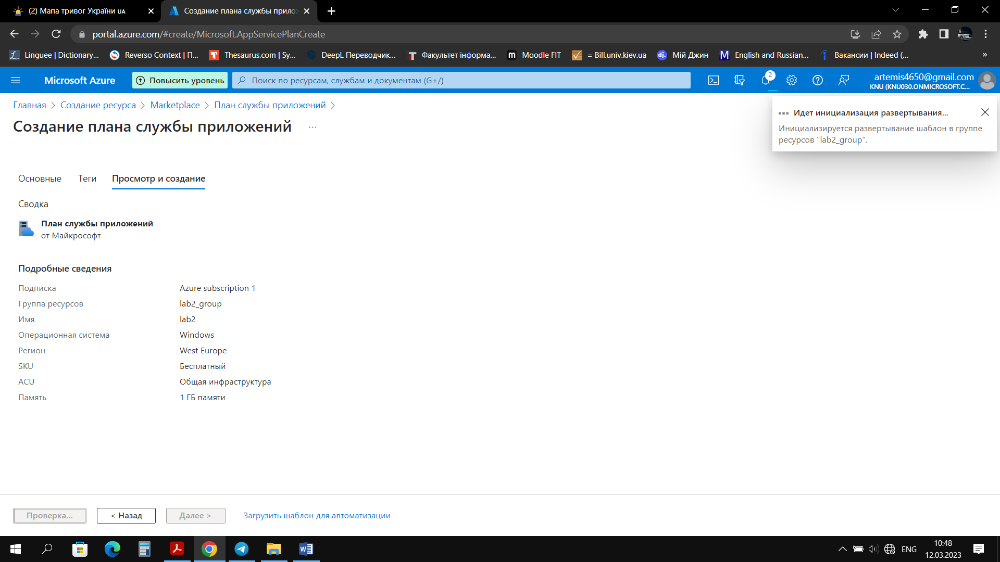 (2) Мапа тривог України UA
Создание плана службы прило
portal.azure.com/#create/Microsoft.AppServicePlanCreate
Linguee | Dictionary...
Reverso Context | П...
Thesaurus.com | Sy...
DeepL Переводчик...
Факультет інформа...
Moodle FIT
= Bill.univ.kiev.ua
Мій Джин
English and Russian...
Вакансии | Indeed (...
»
Microsoft Azure
Повысить уровень
Поиск по ресурсам, службам и документам (G+/)
2
artemis4650@gmail.com
KNU (KNU030.ONMICROSOFT.C...
Главная > Создание ресурса > Marketplace > План службы приложений >
Создание плана службы приложений ...
Идет инициализация развертывания...
Инициализируется развертывание шаблон в группе
ресурсов "lab2_group".
Основные Теги Просмотр и создание
Сводка
План службы приложений
от Майкрософт
Подробные сведения
Подписка Azure subscription 1
Группа ресурсов lab2_group
Имя lab2
Операционная система Windows
Регион West Europe
SKU Бесплатный
ACU Общая инфраструктура
Память 1 ГБ памяти
Проверка...
< Назад
Далее >
Загрузить шаблон для автоматизации
ENG
10:48
12.03.2023